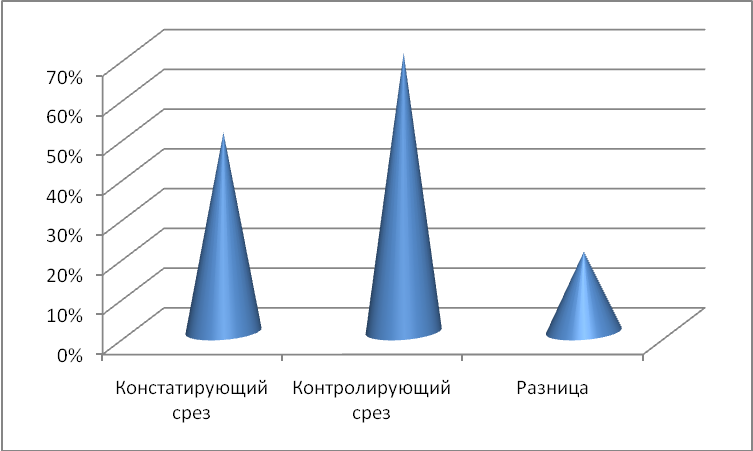 70%
60%
50%
40%
30%
20%
10%
0%
Констатирующий
срез
Контролирующий
срез
Разница